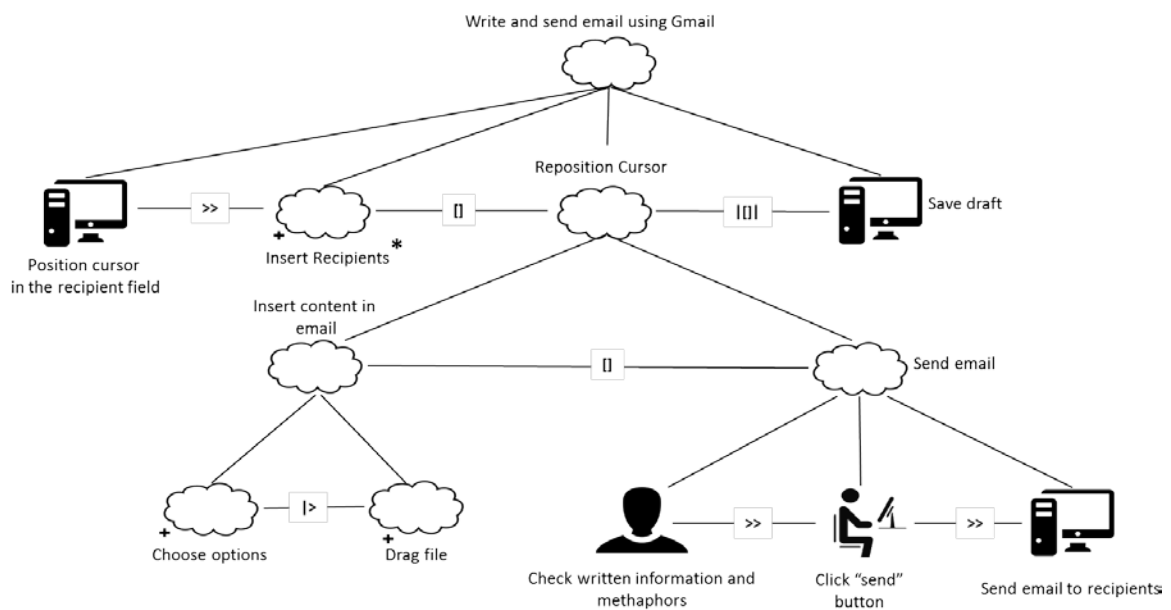 Write and send email using Gmail
Reposition Cursor
>>
[]
|[]|
Save draft
+
Insert Recipients *
Position cursor
in the recipient field
Insert content in
email
[]
Send email
|>
+
Choose options
+
Drag file
>>
>>
Check written information and
methaphors
Click “send”
button
Send email to recipients